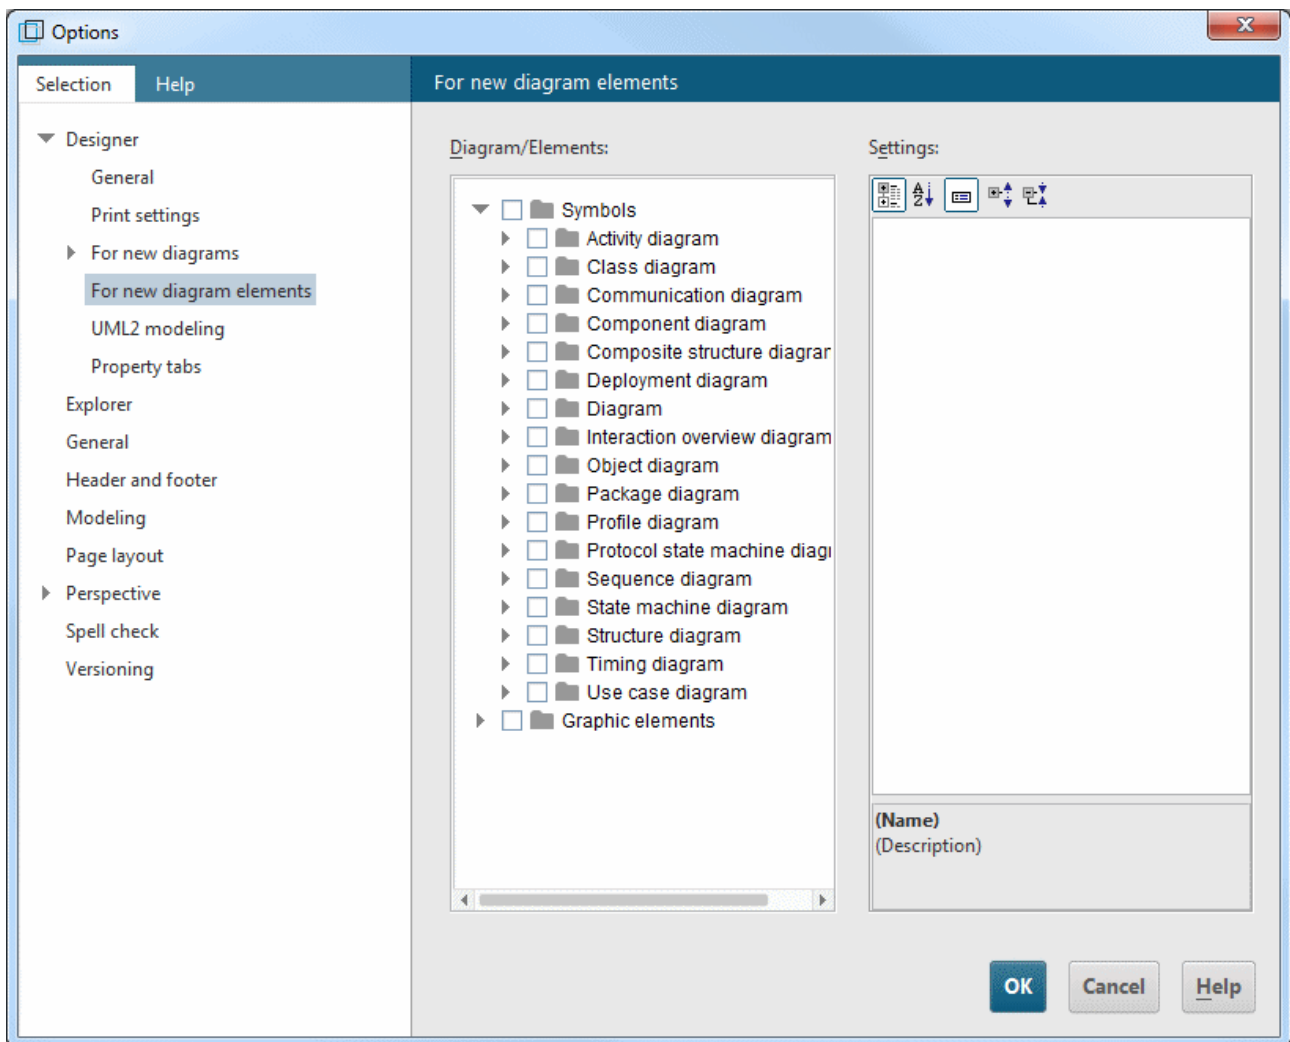 Options
Selection
Help
For new diagram elements
Designer
General
Print settings
For new diagrams
For new diagram elements
UML2 modeling
Property tabs
Explorer
General
Header and footer
Modeling
Page layout
Perspective
Spell check
Versioning
Diagram/Elements:
Symbols
Activity diagram
Class diagram
Communication diagram
Component diagram
Composite structure diagran
Deployment diagram
Diagram
Interaction overview diagram
Object diagram
Package diagram
Profile diagram
Protocol state machine diagr
Sequence diagram
State machine diagram
Structure diagram
Timing diagram
Use case diagram
Graphic elements
Settings:
(Name)
(Description)
OK
Cancel
Help